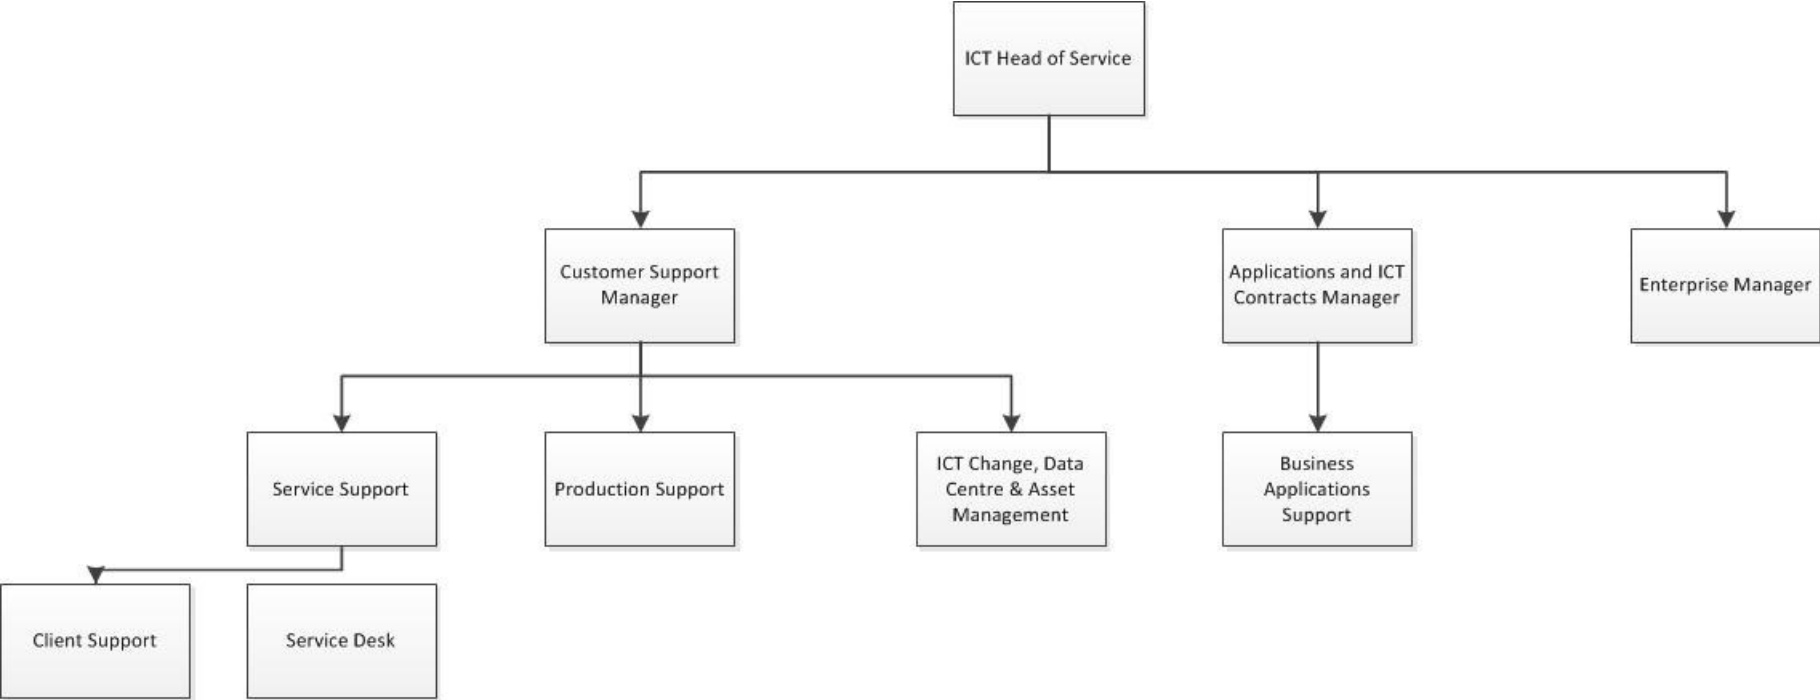 ICT Head of Service
Customer Support
Manager
Applications and ICT
Contracts Manager
Enterprise Manager
Service Support
Production Support
ICT Change, Data
Centre & Asset
Management
Business
Applications
Support
Client Support
Service Desk